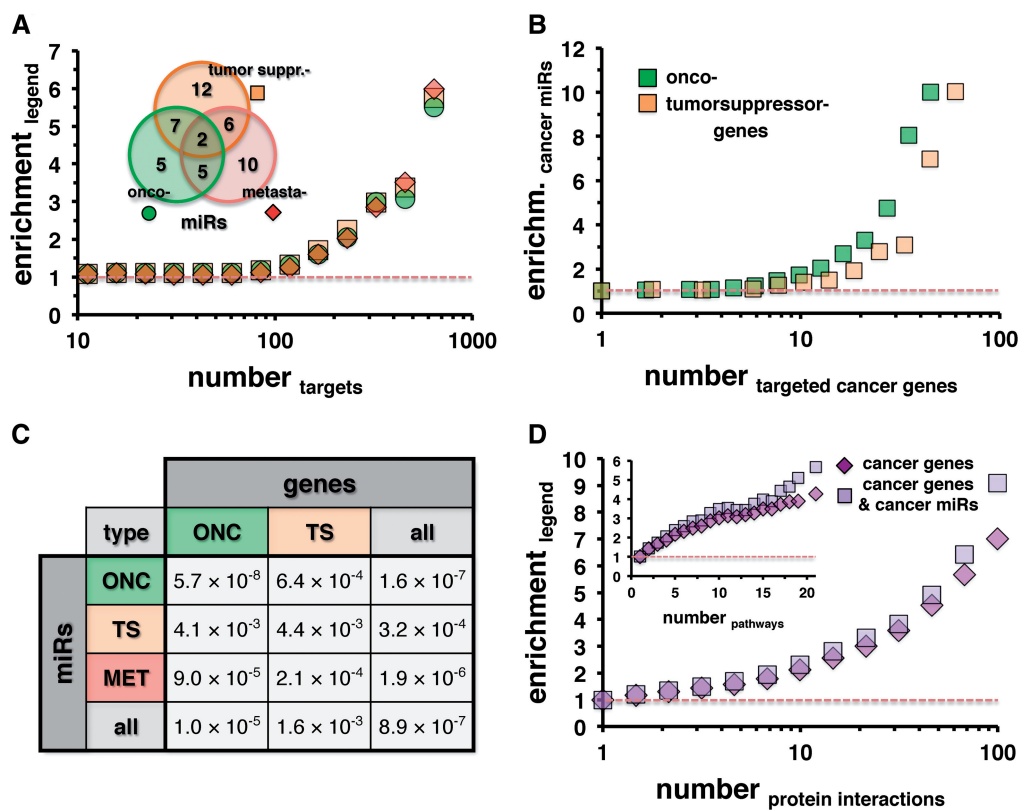 A
enrichment legend
7
6
5
4
3
2
1
0
10
100
1000
number targets
tumor suppr.-
12
7
6
2
5
5
10
onco-
metasta-
miRs
B
enrichm. cancer miRs
12
10
8
6
4
2
0
1
10
100
number targeted cancer genes
onco-
tumorsuppressor-
genes
C
genes
type ONC TS all
miRs
ONC 5.7 × 10⁻⁸ 6.4 × 10⁻⁴ 1.6 × 10⁻⁷
TS 4.1 × 10⁻³ 4.4 × 10⁻³ 3.2 × 10⁻⁴
MET 9.0 × 10⁻⁵ 2.1 × 10⁻⁴ 1.9 × 10⁻⁶
all 1.0 × 10⁻⁵ 1.6 × 10⁻³ 8.9 × 10⁻⁷
D
enrichment legend
10
9
8
7
6
5
4
3
2
1
0
1
10
100
number protein interactions
6
5
4
3
2
1
0
0 5 10 15 20
number pathways
cancer genes
cancer genes
& cancer miRs